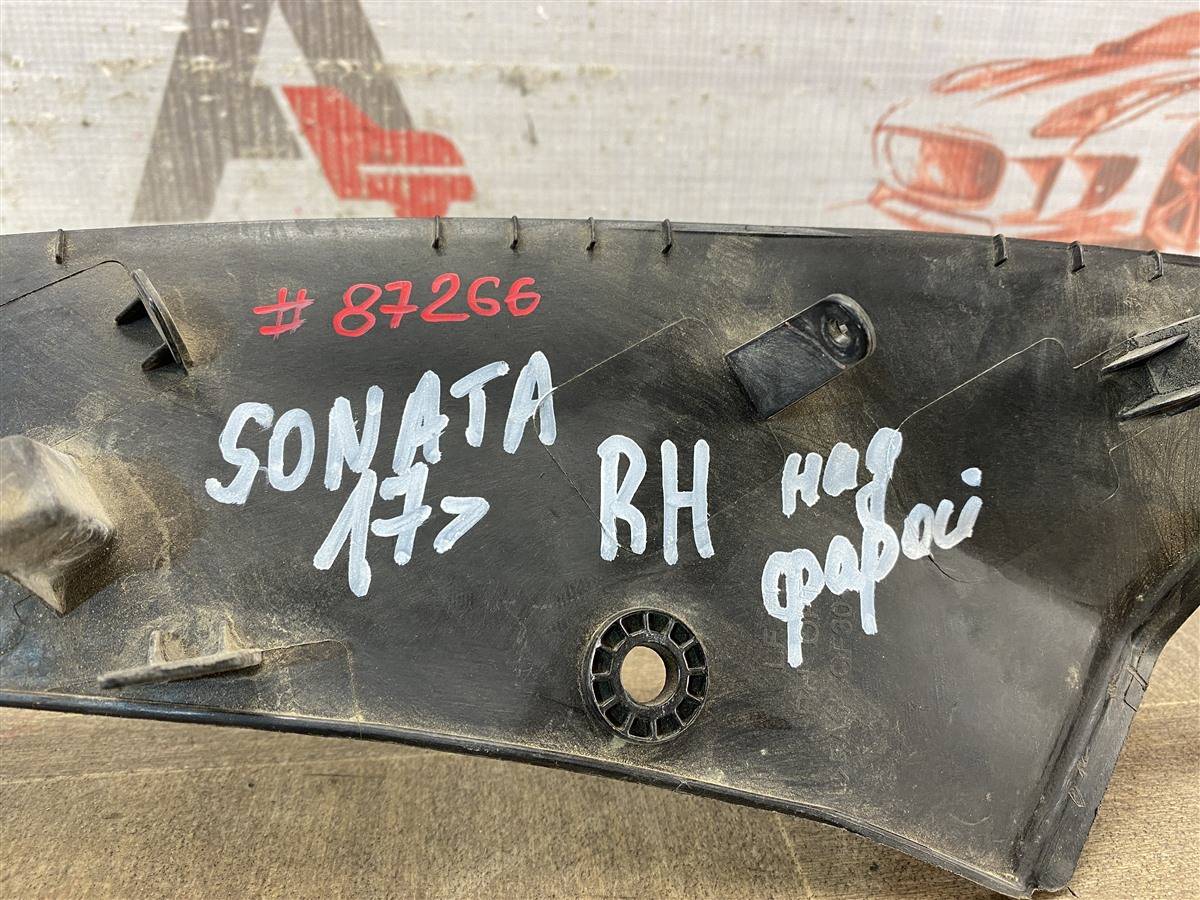 # 87266
SONATA
17>
RH
над
фарой